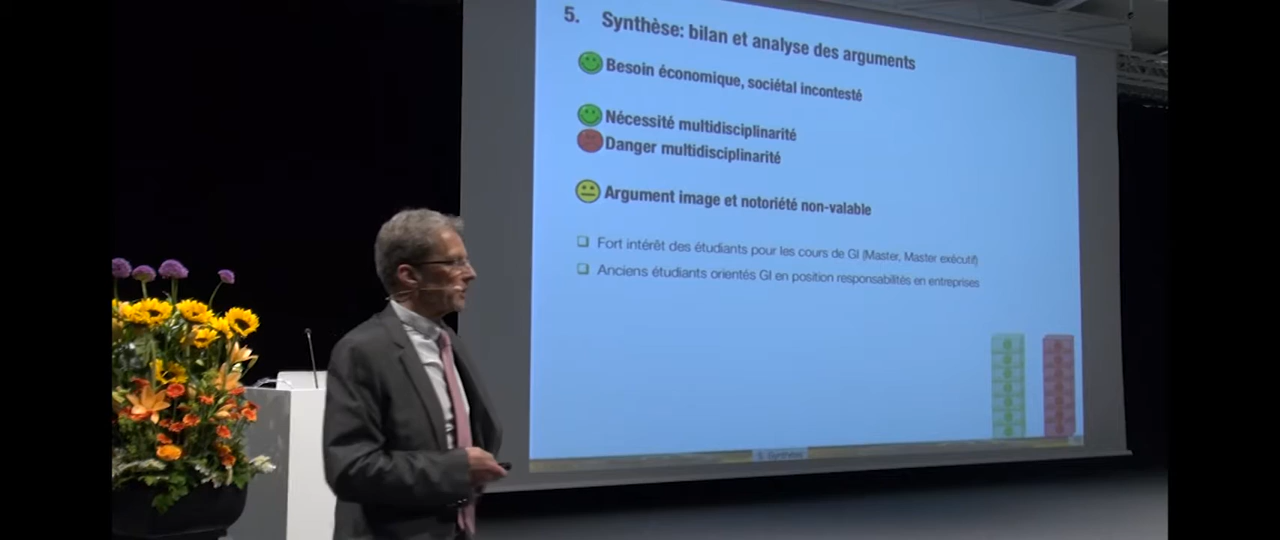 5. Synthèse: bilan et analyse des arguments
Besoin économique, sociétal incontesté
Nécessité multidisciplinarité
Danger multidisciplinarité
Argument image et notoriété non-valable
Fort intérêt des étudiants pour les cours de GI (Master, Master exécutif)
Anciens étudiants orientés GI en position responsabilités en entreprises
5. Synthèse